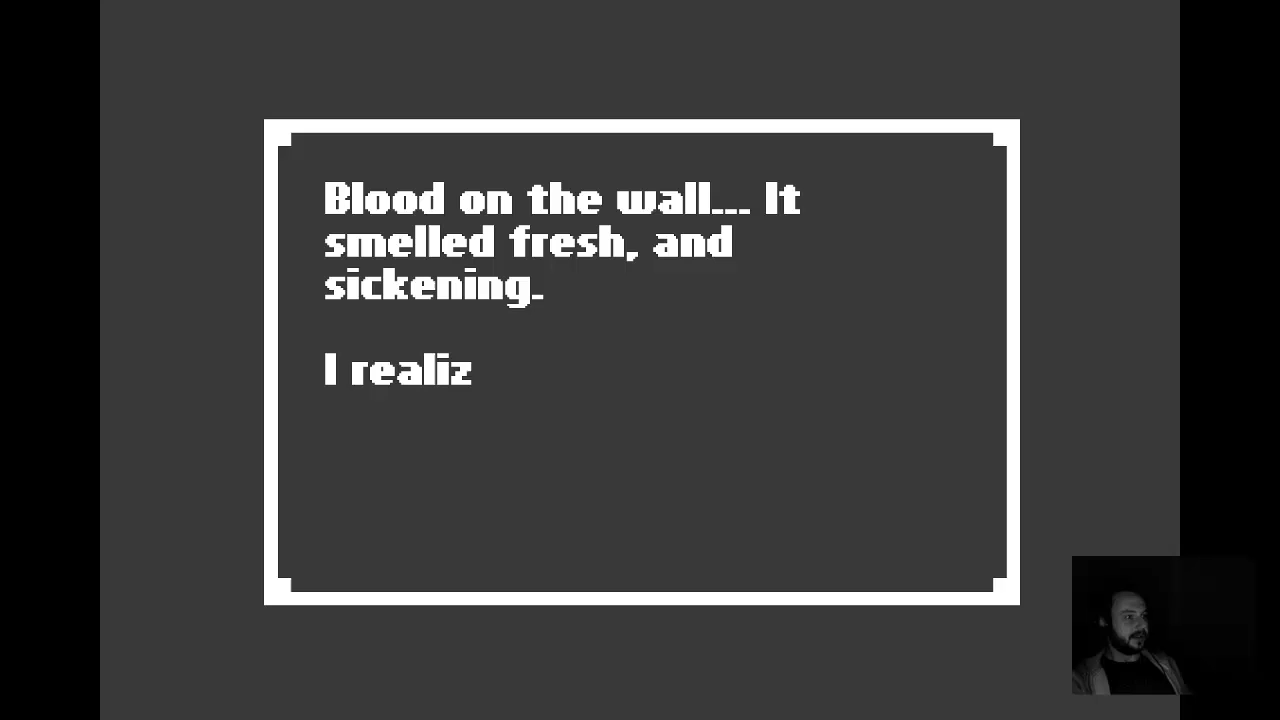 Blood on the wall... It
smelled fresh, and
sickening.
I realiz